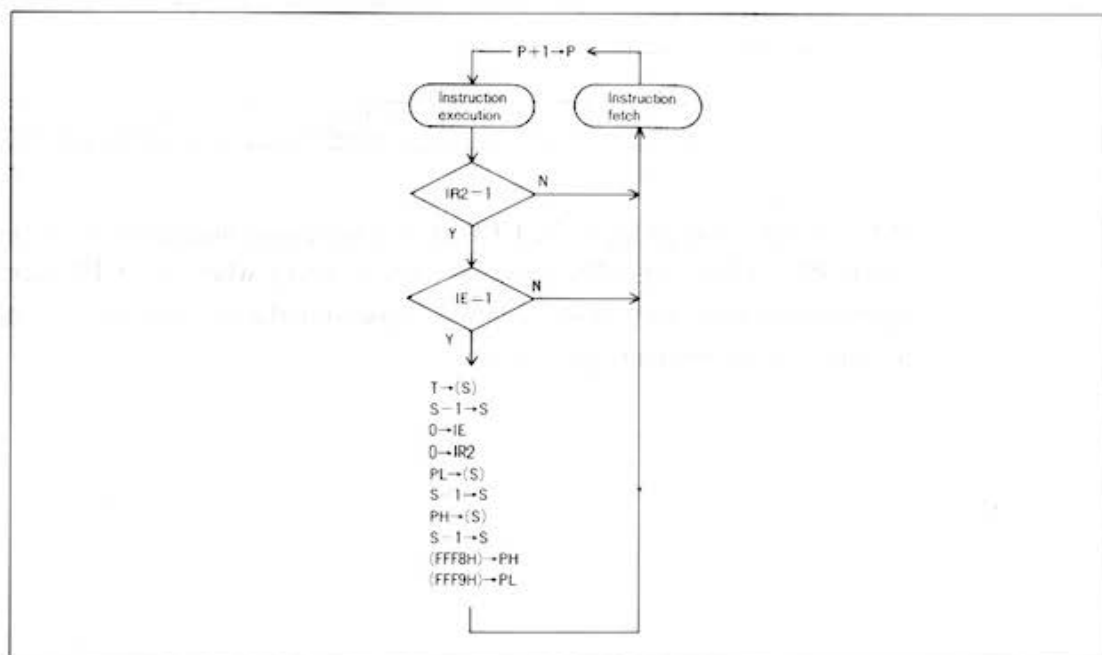 P+1→P
Instruction
execution
Instruction
fetch
IR2-1
N
Y
IE-1
N
Y
T→(S)
S-1→S
0→IE
0→IR2
PL→(S)
S-1→S
PH→(S)
S-1→S
(FFF8H)→PH
(FFF9H)→PL